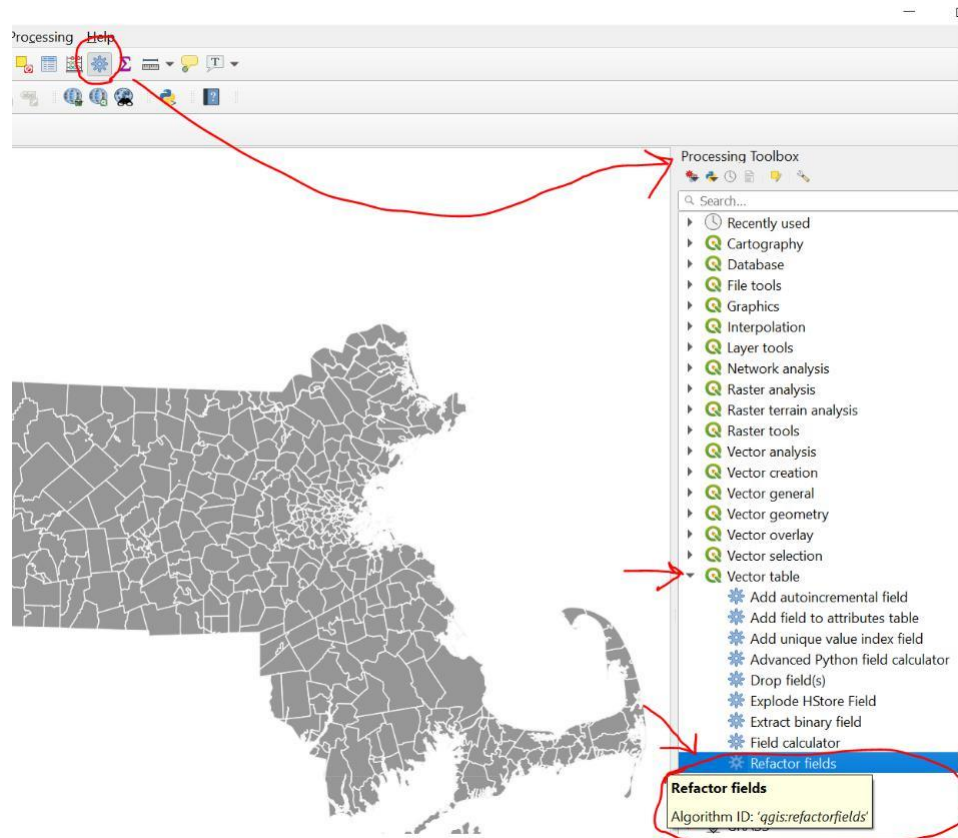 Processing Help
T
?
Processing Toolbox
Search...
Recently used
Cartography
Database
File tools
Graphics
Interpolation
Layer tools
Network analysis
Raster analysis
Raster terrain analysis
Raster tools
Vector analysis
Vector creation
Vector general
Vector geometry
Vector overlay
Vector selection
Vector table
Add autoincremental field
Add field to attributes table
Add unique value index field
Advanced Python field calculator
Drop field(s)
Explode HStore Field
Extract binary field
Field calculator
Refactor fields
Refactor fields
Algorithm ID: 'qgis:refactorfields'
GRASS